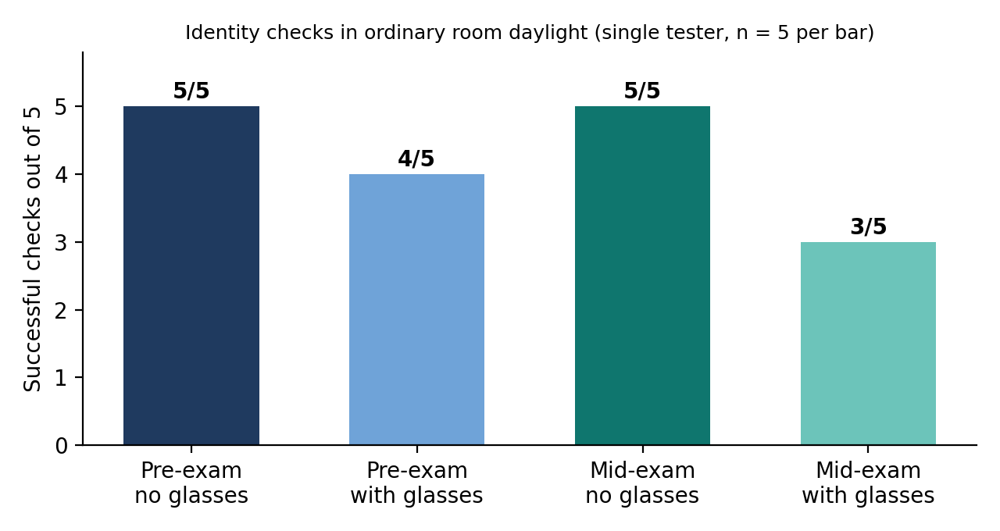 Identity checks in ordinary room daylight (single tester, n = 5 per bar)
Successful checks out of 5
5
4
3
2
1
0
5/5
4/5
5/5
3/5
Pre-exam
no glasses
Pre-exam
with glasses
Mid-exam
no glasses
Mid-exam
with glasses